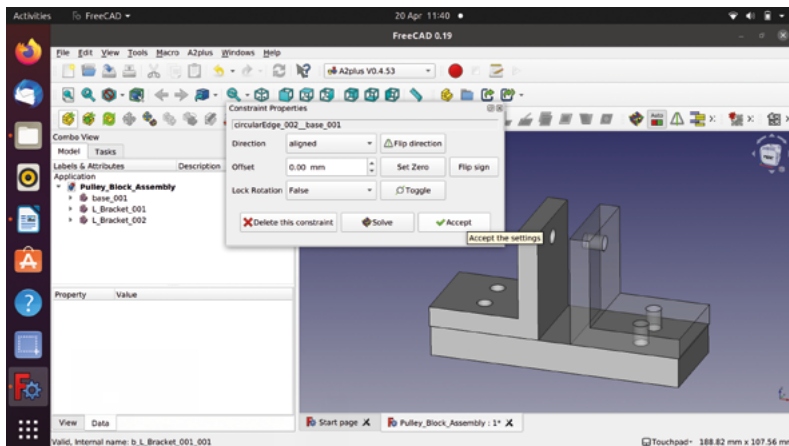 Activities FreeCAD 20 Apr 11:40
FreeCAD 0.19
File Edit View Tools Macro A2plus Windows Help
A2plus V0.4.53
Constraint Properties
circularEdge_002__base_001
Combo View
Model Tasks
Direction aligned Flip direction
Labels & Attributes Description
Application
Offset 0.00 mm Set Zero Flip sign
Pulley_Block_Assembly
base_001
Lock Rotation False Toggle
L_Bracket_001
L_Bracket_002
Delete this constraint Solve Accept
Accept the settings
Property Value
View Data
Start page Pulley_Block_Assembly : 1*
Valid, Internal name: b_L_Bracket_001_001
Touchpad 188.82 mm x 107.56 mm